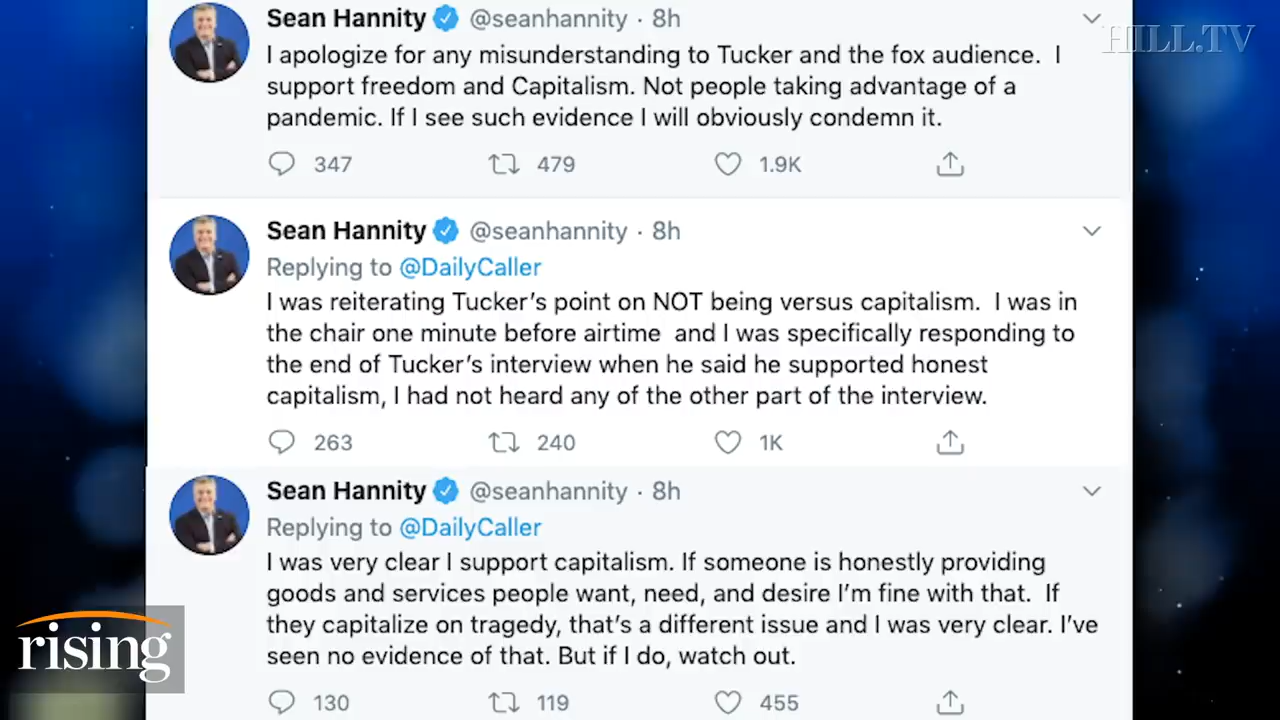 Sean Hannity @seanhannity · 8h
HILL.TV
I apologize for any misunderstanding to Tucker and the fox audience.  I
support freedom and Capitalism. Not people taking advantage of a
pandemic. If I see such evidence I will obviously condemn it.
347 479 1.9K
Sean Hannity @seanhannity · 8h
Replying to @DailyCaller
I was reiterating Tucker's point on NOT being versus capitalism.  I was in
the chair one minute before airtime  and I was specifically responding to
the end of Tucker's interview when he said he supported honest
capitalism, I had not heard any of the other part of the interview.
263 240 1K
Sean Hannity @seanhannity · 8h
Replying to @DailyCaller
I was very clear I support capitalism. If someone is honestly providing
goods and services people want, need, and desire I'm fine with that.  If
they capitalize on tragedy, that's a different issue and I was very clear. I've
seen no evidence of that. But if I do, watch out.
130 119 455
rising